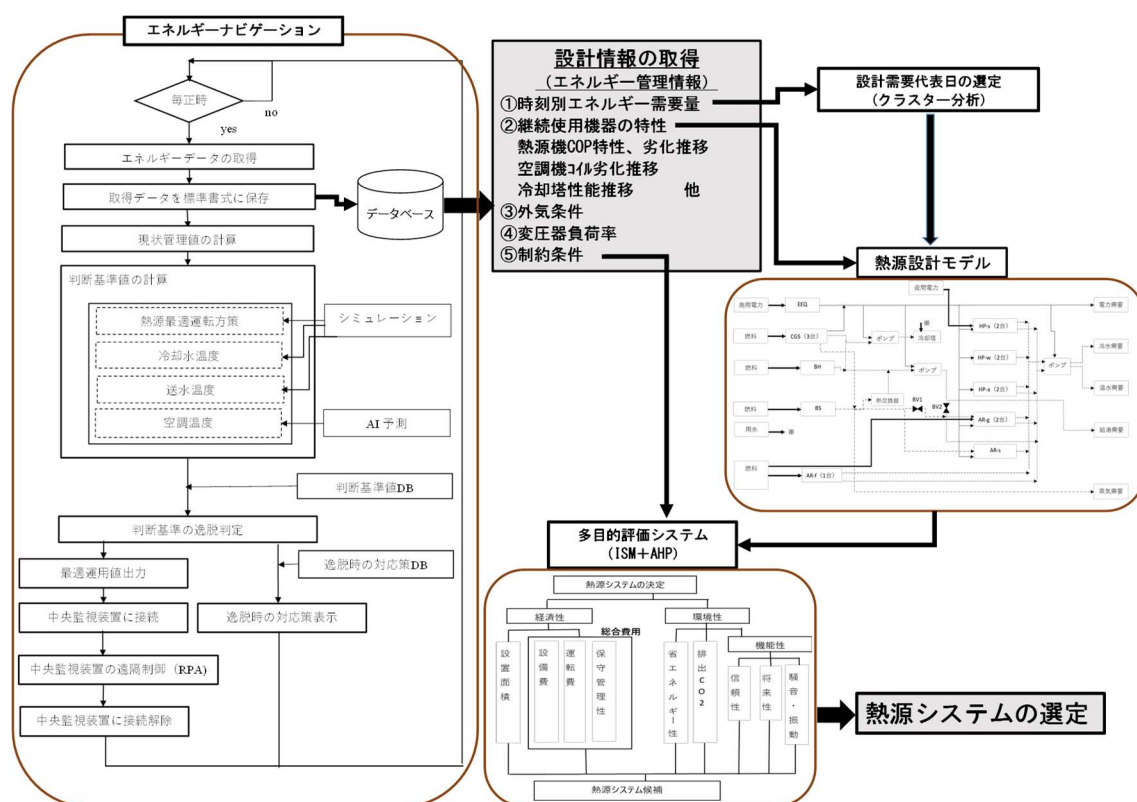 エネルギーナビゲーション
毎正時
no
yes
エネルギーデータの取得
取得データを標準書式に保存
データベース
現状管理値の計算
判断基準値の計算
熱源最適運転方策
シミュレーション
冷却水温度
送水温度
空調温度
AI 予測
判断基準値DB
判断基準の逸脱判定
最適運用値出力
逸脱時の対応策DB
中央監視装置に接続
逸脱時の対応策表示
中央監視装置の遠隔制御（RPA）
中央監視装置に接続解除
設計情報の取得
（エネルギー管理情報）
①時刻別エネルギー需要量
②継続使用機器の特性
熱源機COP特性、劣化推移
空調機コイル劣化推移
冷却塔性能推移　　他
③外気条件
④変圧器負荷率
⑤制約条件
設計需要代表日の選定
（クラスター分析）
熱源設計モデル
夜間電力
夜間電力
EEQ
電力需要
燃料
CGS（3台）
ポンプ
※
冷却塔
HP-s（2台）
冷水需要
燃料
BH
ポンプ
HP-w（2台）
ポンプ
温水需要
熱交換器
HP-a（2台）
燃料
BS
BV1
BV2
AR-g（2台）
給湯需要
用水
※
AR-s
燃料
AR-f（1台）
蒸気需要
多目的評価システム
(ISM＋AHP)
熱源システムの決定
経済性
環境性
総合費用
機能性
設置面積
設備費
運転費
保守管理性
省エネルギー性
排出CO2
信頼性
将来性
騒音・振動
熱源システム候補
熱源システムの選定